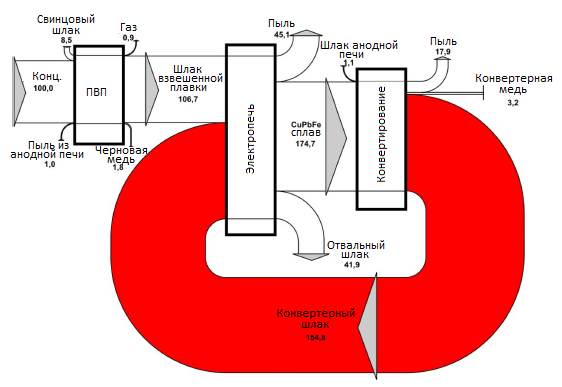 Свинцовый
шлак
8,5
Газ
0,9
Конц.
100,0
ПВП
Шлак
взвешенной
плавки
106,7
Пыль из
анодной печи
1,0
Черновая
медь
1,8
Электропечь
Пыль
45,1
Шлак анодной
печи
1,1
CuPbFe
сплав
174,7
Конвертирование
Пыль
17,9
Конвертерная
медь
3,2
Отвальный
шлак
41,9
Конвертерный
шлак